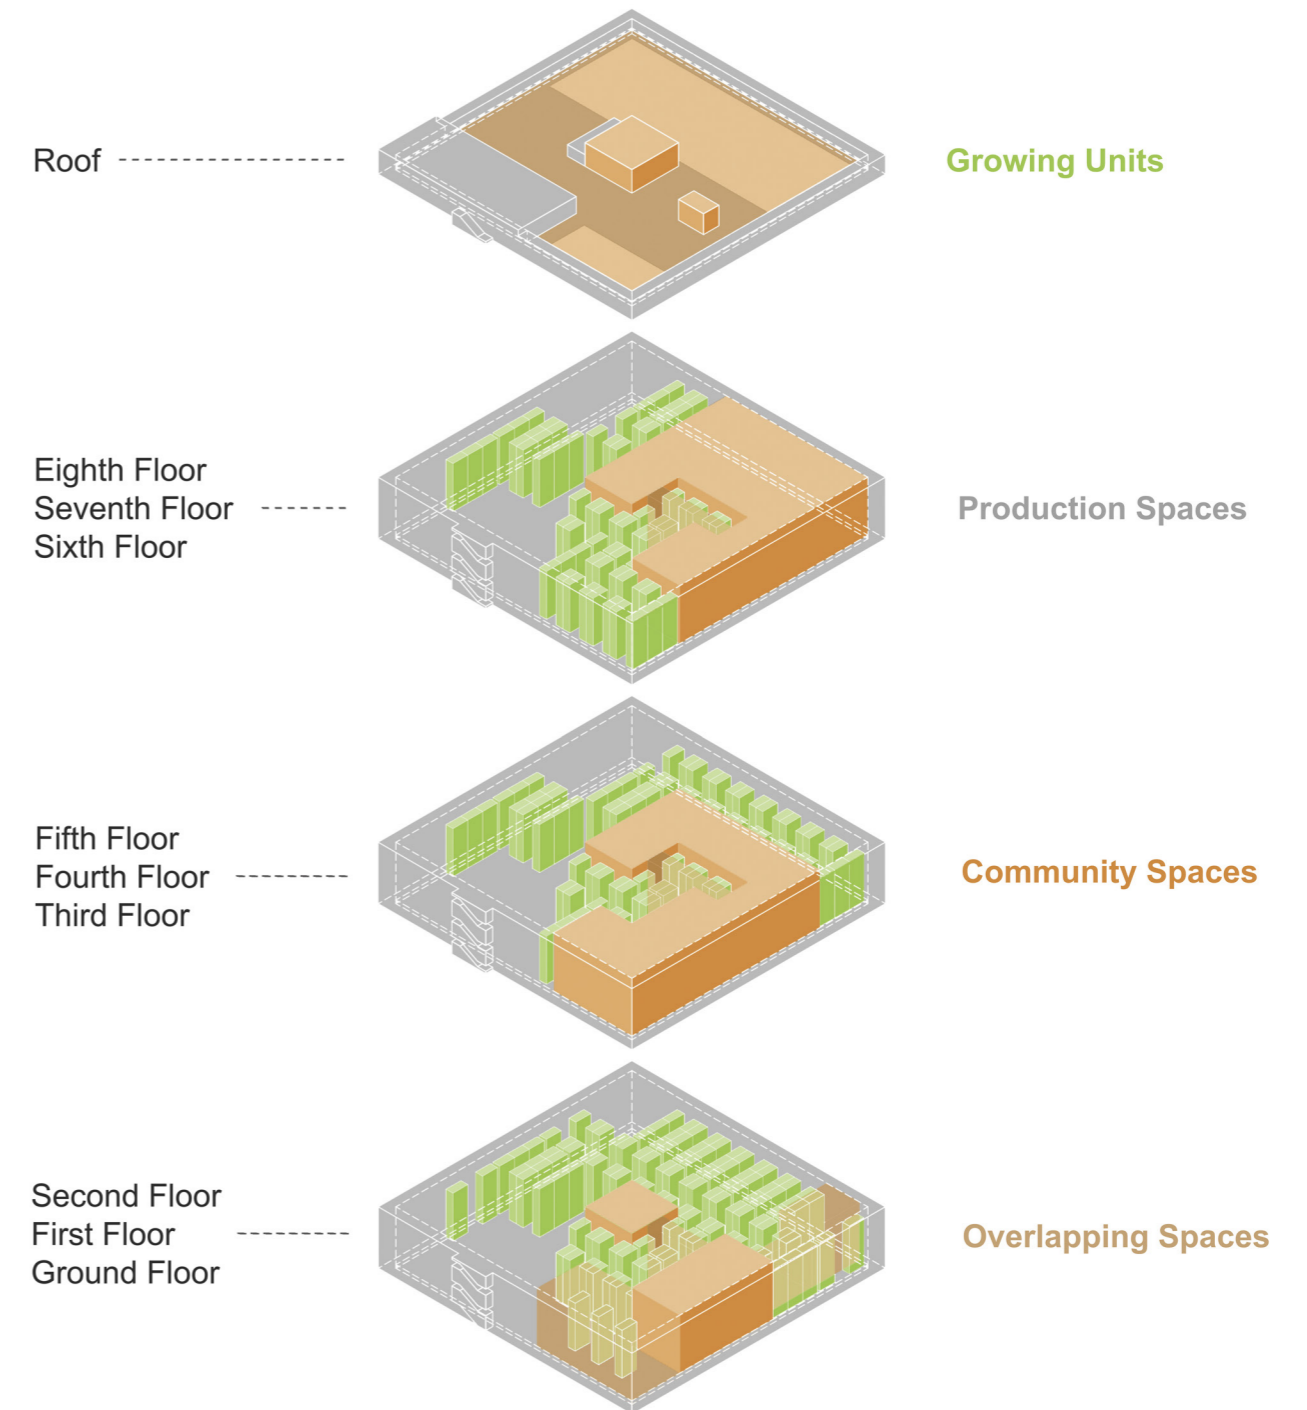 Roof
Growing Units
Eighth Floor
Seventh Floor
Sixth Floor
Production Spaces
Fifth Floor
Fourth Floor
Third Floor
Community Spaces
Second Floor
First Floor
Ground Floor
Overlapping Spaces